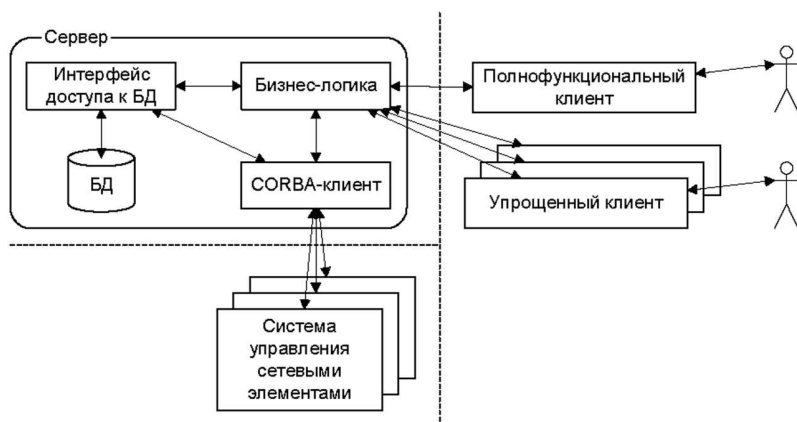 Сервер
Интерфейс
доступа к БД
Бизнес-логика
Полнофункциональный
клиент
БД
CORBA-клиент
Упрощенный клиент
Система
управления
сетевыми
элементами